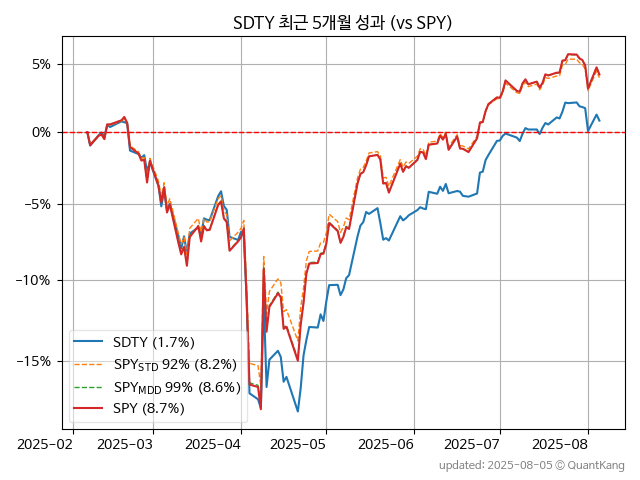 SDTY 최근 5개월 성과 (vs SPY)
5%
0%
−5%
−10%
−15%
SDTY (1.7%)
SPY_STD 92% (8.2%)
SPY_MDD 99% (8.6%)
SPY (8.7%)
2025-02 2025-03 2025-04 2025-05 2025-06 2025-07 2025-08
updated: 2025-08-05 © QuantKang